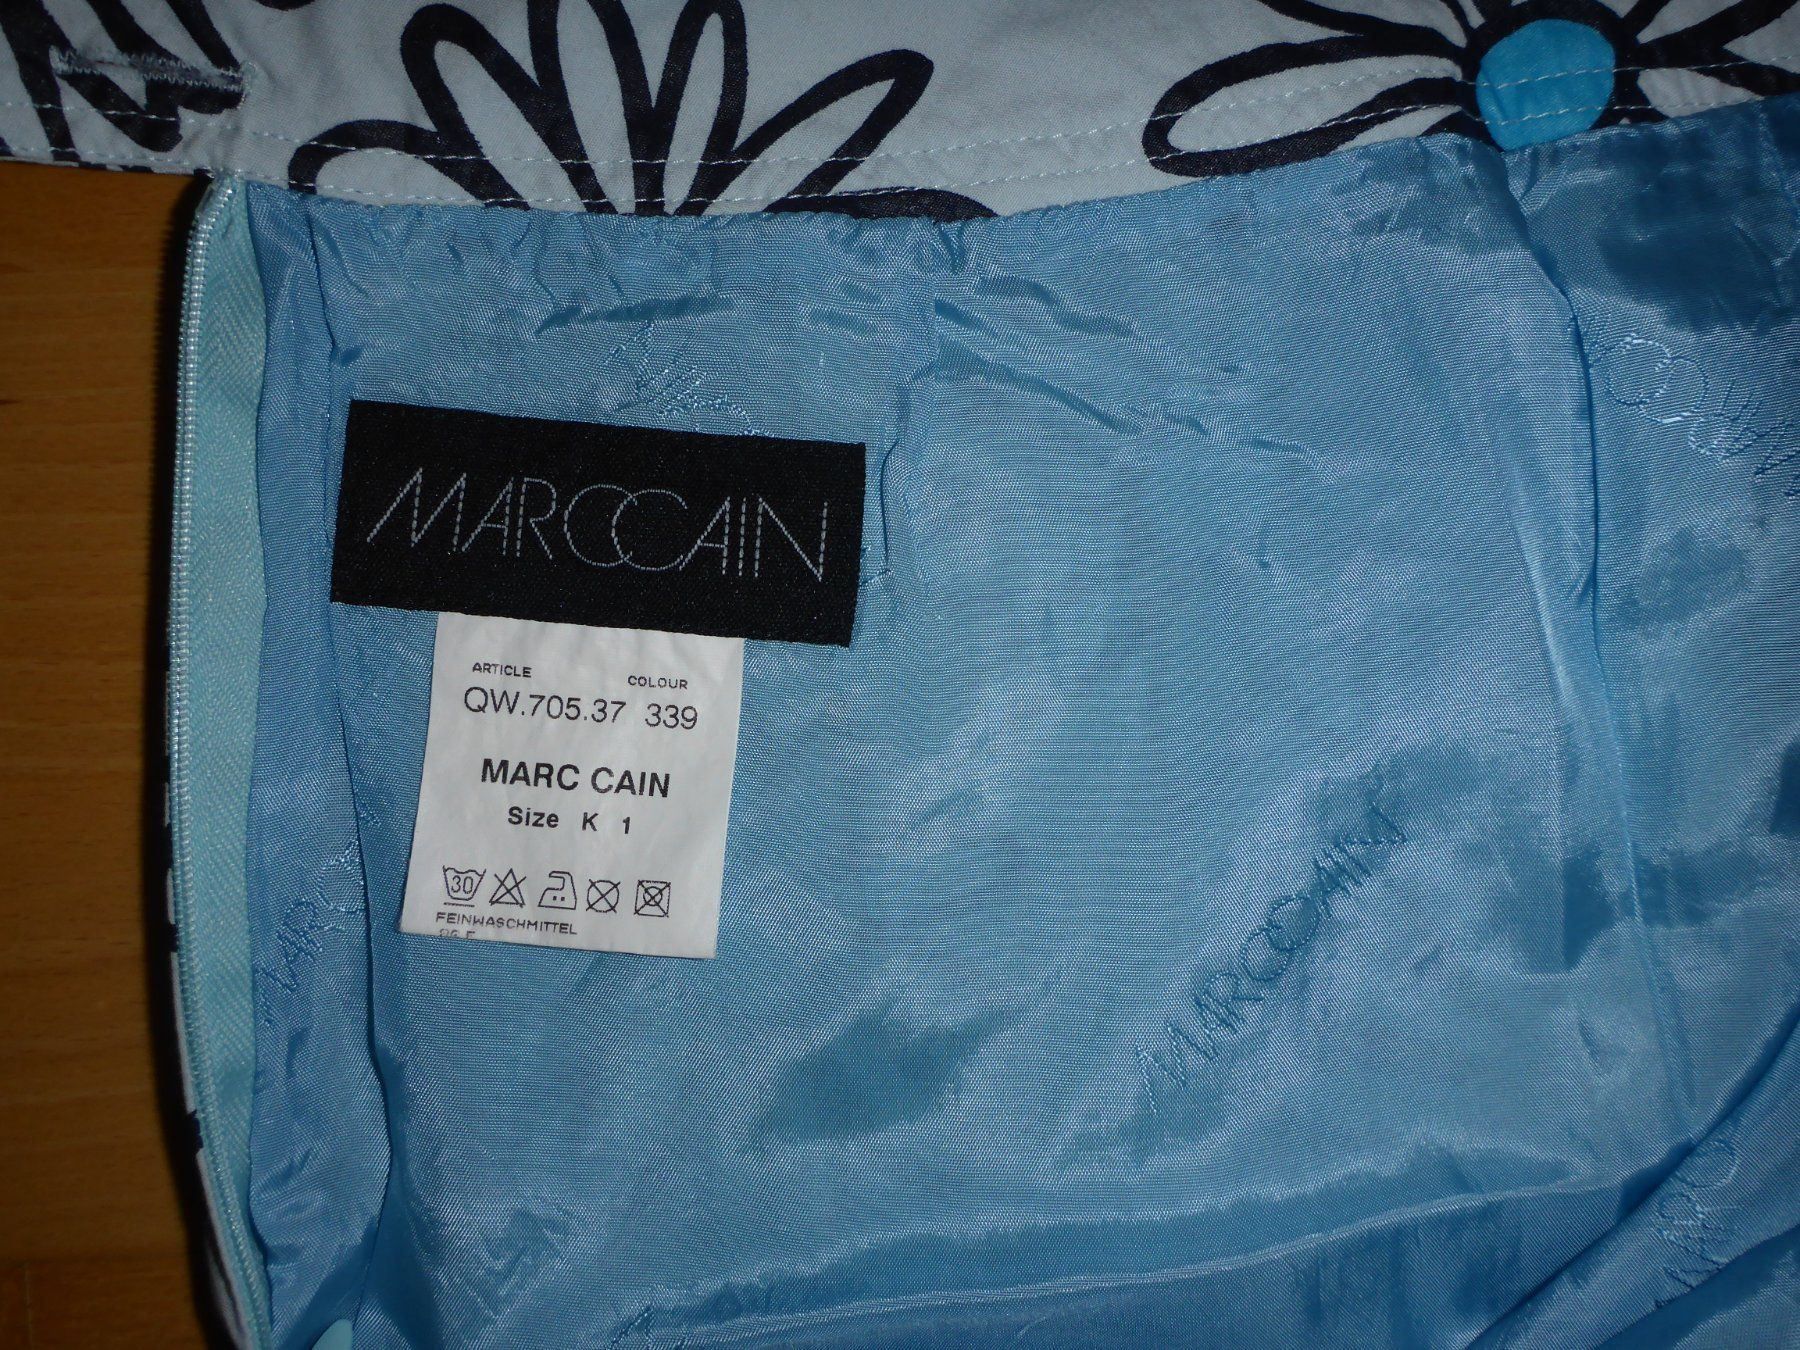 MARCCAIN
ARTICLE COLOUR
QW.705.37 339
MARC CAIN
Size K 1
30
FEINWASCHMITTEL
MARCCAIN